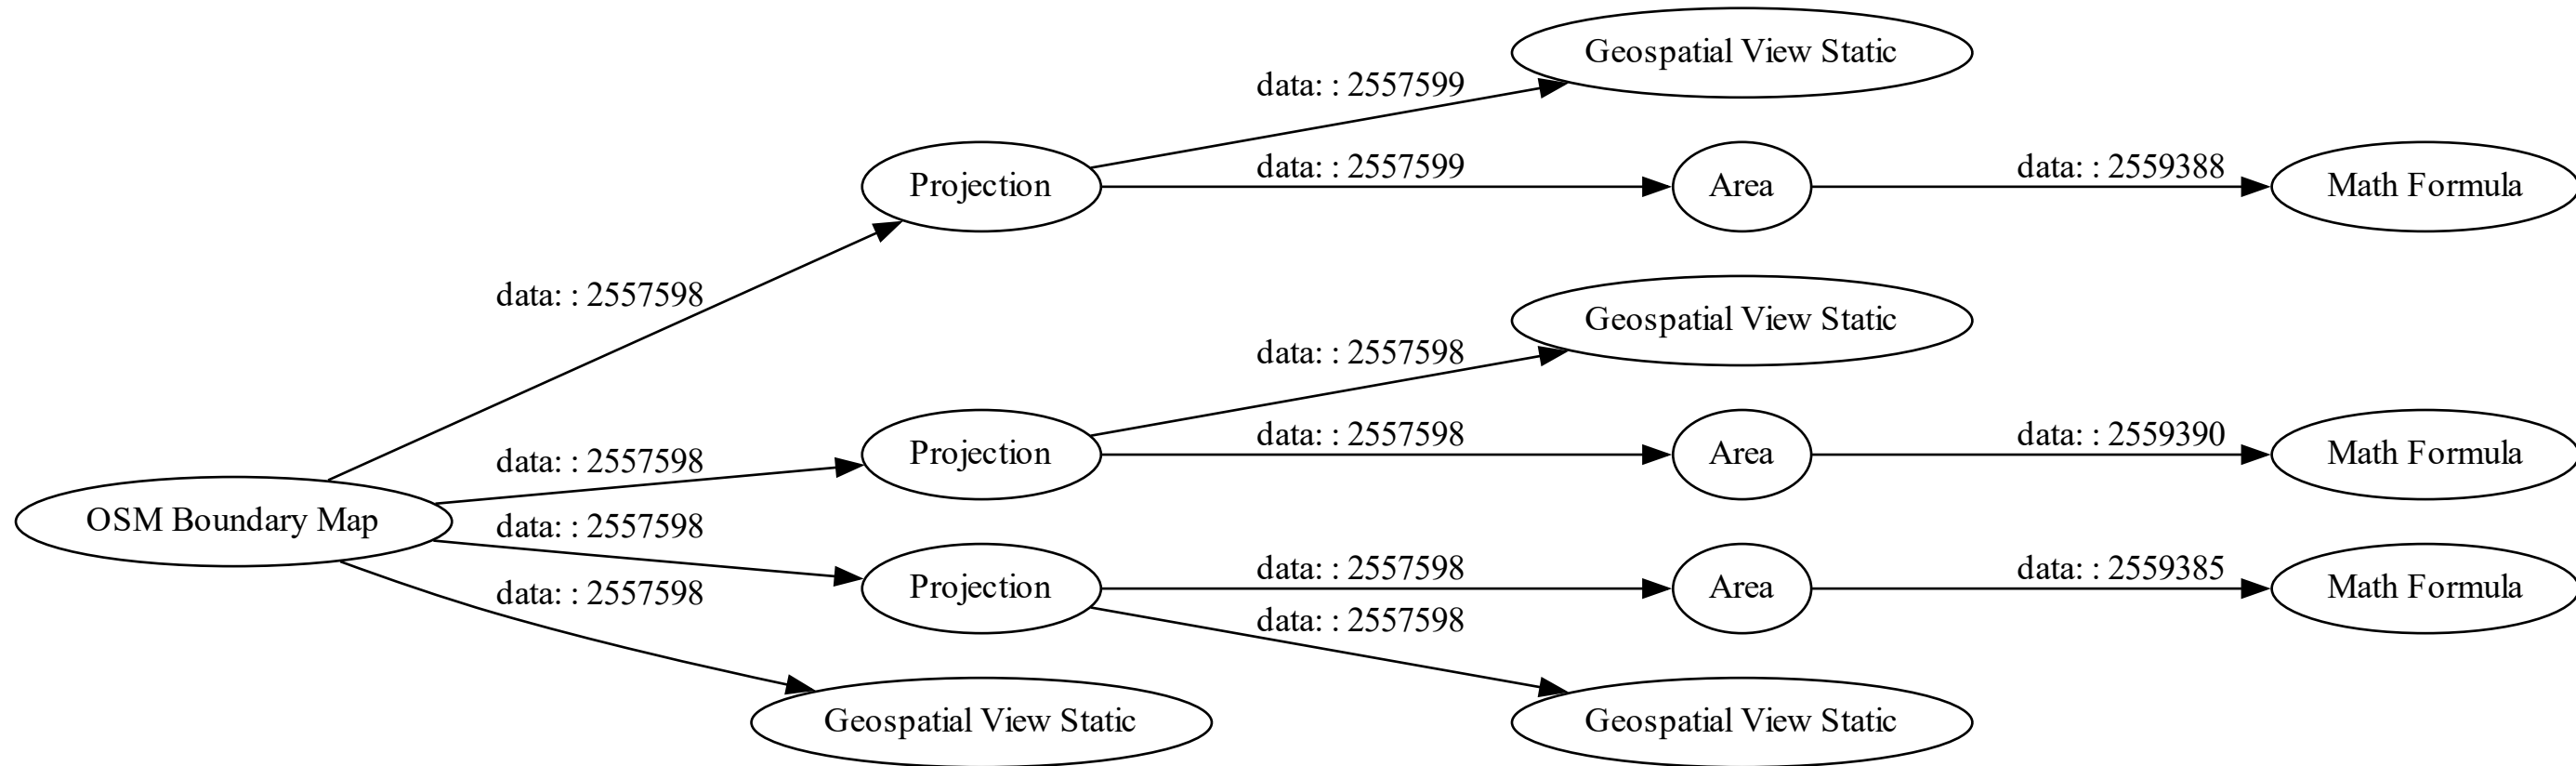 Geospatial View Static
data: : 2557599
Projection
data: : 2557599
Area
data: : 2559388
Math Formula
data: : 2557598
Geospatial View Static
data: : 2557598
Projection
data: : 2557598
Area
data: : 2559390
Math Formula
data: : 2557598
OSM Boundary Map
data: : 2557598
Projection
data: : 2557598
Area
data: : 2559385
Math Formula
data: : 2557598
data: : 2557598
Geospatial View Static
Geospatial View Static